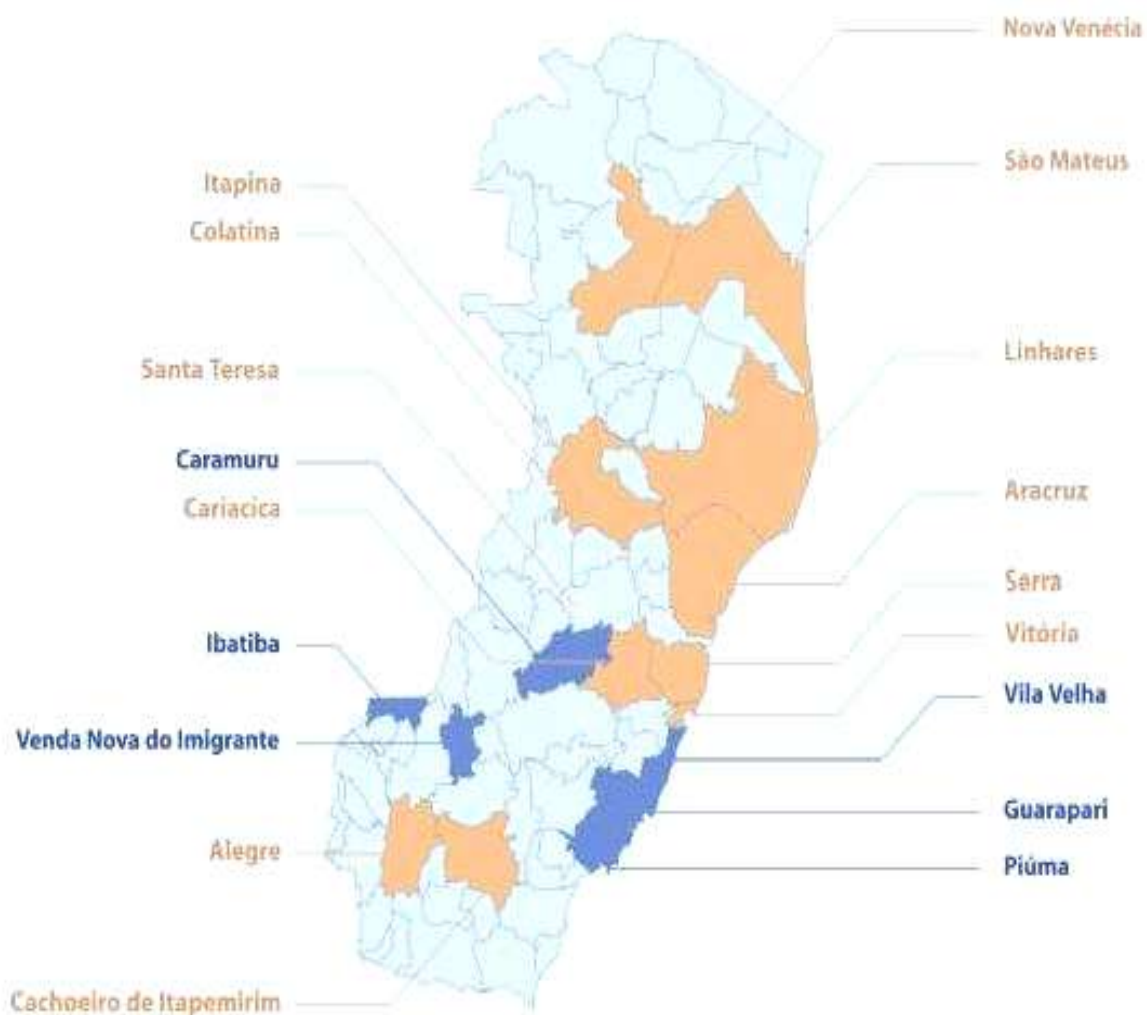 Nova Venécia
São Mateus
Itapina
Colatina
Linhares
Santa Teresa
Caramuru
Aracruz
Cariacica
Serra
Vitória
Ibatiba
Vila Velha
Venda Nova do Imigrante
Guarapari
Alegre
Piúma
Cachoeiro de Itapemirim